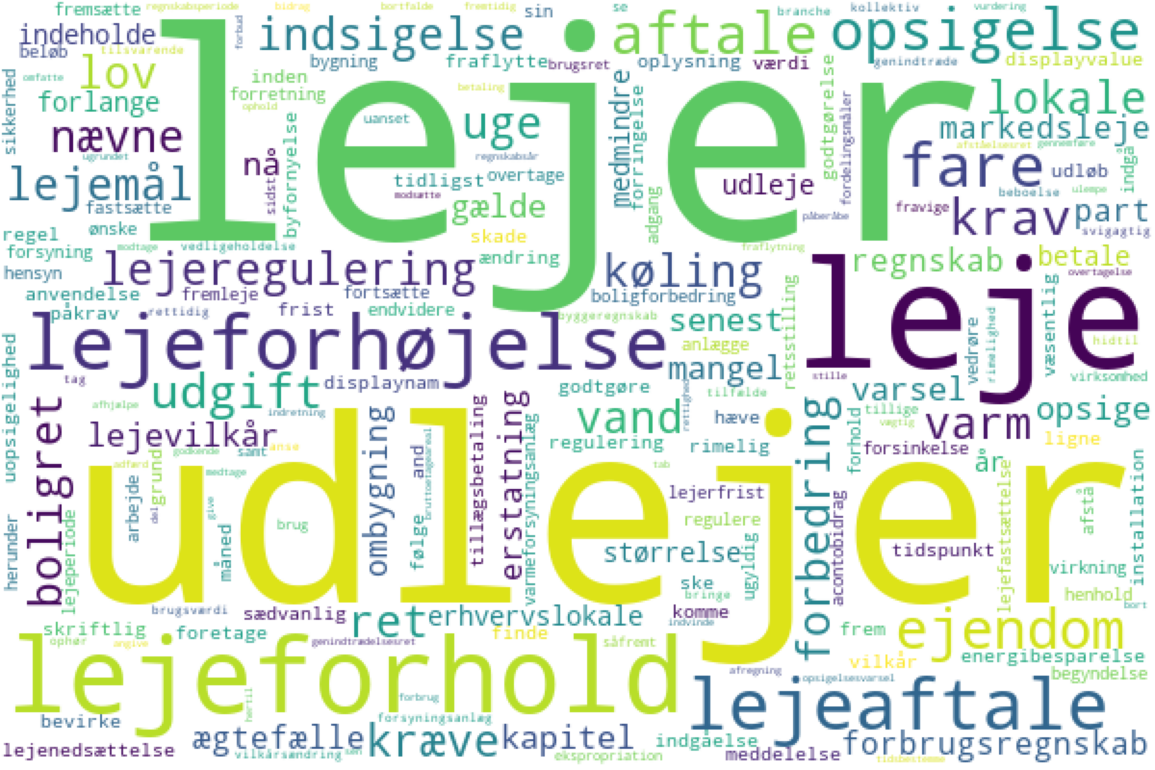 lejer
udlejer
leje
lejeforhøjelse
lejeforhold
lejeaftale
opsigelse
aftale
indsigelse
indeholde
fremsætte
regnskabsperiode
bidrag
bortfalde
fremtidig
sin
se
branche
kollektiv
vurdering
forbud
beløb
tilsvarende
bygning
fraflytte
brugsret
oplysning
værdi
genindtræde
displayvalue
lov
omfatte
sikkerhed
forlange
inden
forretning
ophold
betaling
uanset
uge
medmindre
forringelse
godtgørelse
fordelingsmåler
lokale
markedsleje
afståelsesret
gennemføre
nævne
ugrundet
nå
sidst
byfornyelse
regnskabsår
tidligst
overtage
modsætte
udleje
fare
udløb
indgå
lejemål
fastsætte
ønske
gælde
adgang
påberåbe
beboelse
ulempe
fravige
krav
part
svigagtig
regel
modtage
vedligeholdelse
skade
fraflytning
forsyning
hensyn
lejeregulering
ændring
køling
regnskab
betale
overtagelse
anvendelse
fremleje
fortsætte
boligforbedring
påkrav
rettidig
frist
endvidere
byggeregnskab
senest
anlægge
retsstilling
vedrøre
rimelighed
væsentlig
hidtil
uopsigelighed
tag
udgift
displaynam
godtgøre
mangel
tilfælde
stille
varsel
virksomhed
boligret
afhjælpe
indretning
vand
rettighed
hæve
tillige
vægtig
varm
opsige
lejevilkår
ombygning
tillægsbetaling
erstatning
regulering
rimelig
forbedring
forhold
forsinkelse
ligne
adfærd
godkende
samt
anse
and
varmeforsyningsanlæg
år
medtage
grund
del
give
bruttoetageareal
tab
lejerfrist
arbejde
brug
regulere
acontobidrag
lejefastsættelse
afstå
installation
måned
følge
størrelse
tidspunkt
ugyldig
herunder
lejeperiode
ske
bringe
virkning
henhold
bort
brugsværdi
sædvanlig
ret
erhvervslokale
komme
indvinde
skriftlig
foretage
genindtrædelsesret
finde
såfremt
frem
ejendom
ophør
angive
afregning
vilkår
energibesparelse
opsigelsesvarsel
begyndelse
hertil
forbrug
forsyningsanlæg
bevirke
ægtefælle
kræve
kapitel
indgåelse
forbrugsregnskab
lejenedsættelse
vilkårsændring
ekspropriation
meddelelse
tidsbestemme